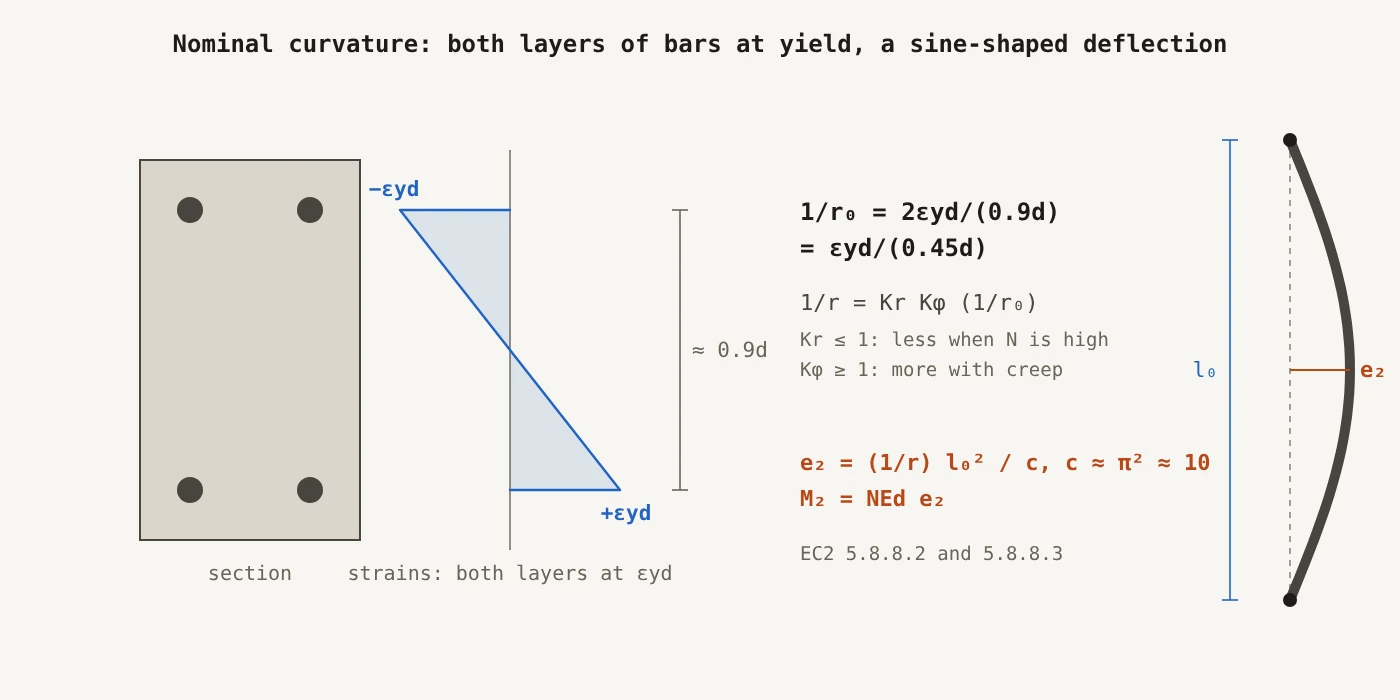 Nominal curvature: both layers of bars at yield, a sine-shaped deflection
−εyd
+εyd
section
strains: both layers at εyd
≈ 0.9d
1/r₀ = 2εyd/(0.9d)
= εyd/(0.45d)
1/r = Kr Kφ (1/r₀)
Kr ≤ 1: less when N is high
Kφ ≥ 1: more with creep
e₂ = (1/r) l₀² / c, c ≈ π² ≈ 10
M₂ = NEd e₂
EC2 5.8.8.2 and 5.8.8.3
l₀
e₂